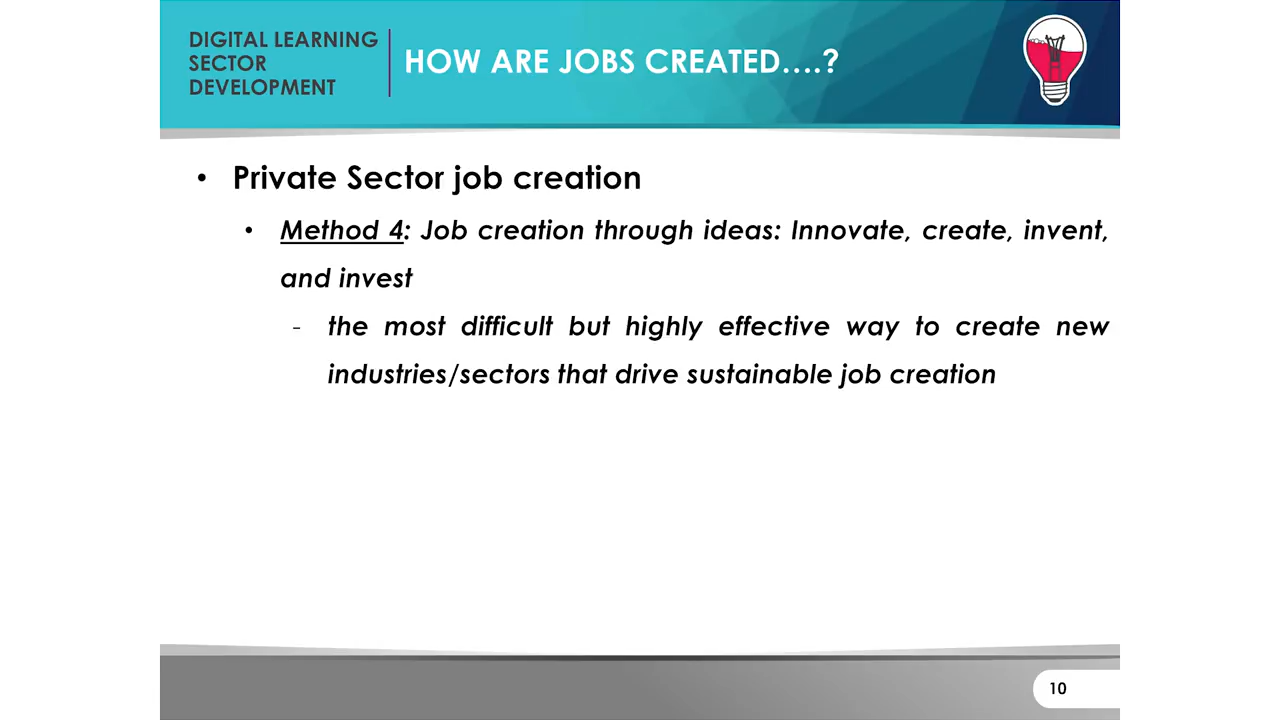 DIGITAL LEARNING
SECTOR
DEVELOPMENT
HOW ARE JOBS CREATED….?
• Private Sector job creation
• Method 4: Job creation through ideas: Innovate, create, invent,
and invest
- the most difficult but highly effective way to create new
industries/sectors that drive sustainable job creation
10